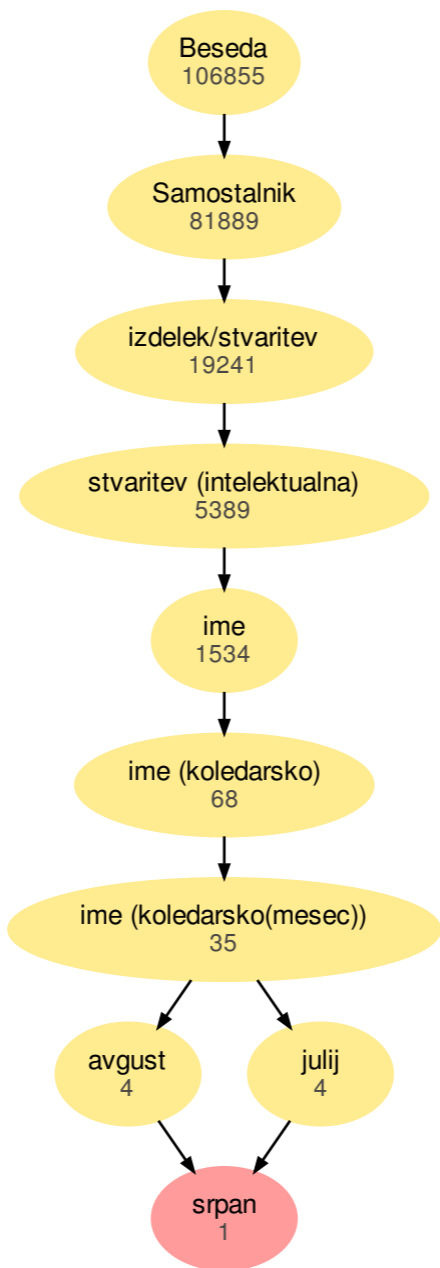 Beseda
106855
Samostalnik
81889
izdelek/stvaritev
19241
stvaritev (intelektualna)
5389
ime
1534
ime (koledarsko)
68
ime (koledarsko(mesec))
35
avgust
4
julij
4
srpan
1